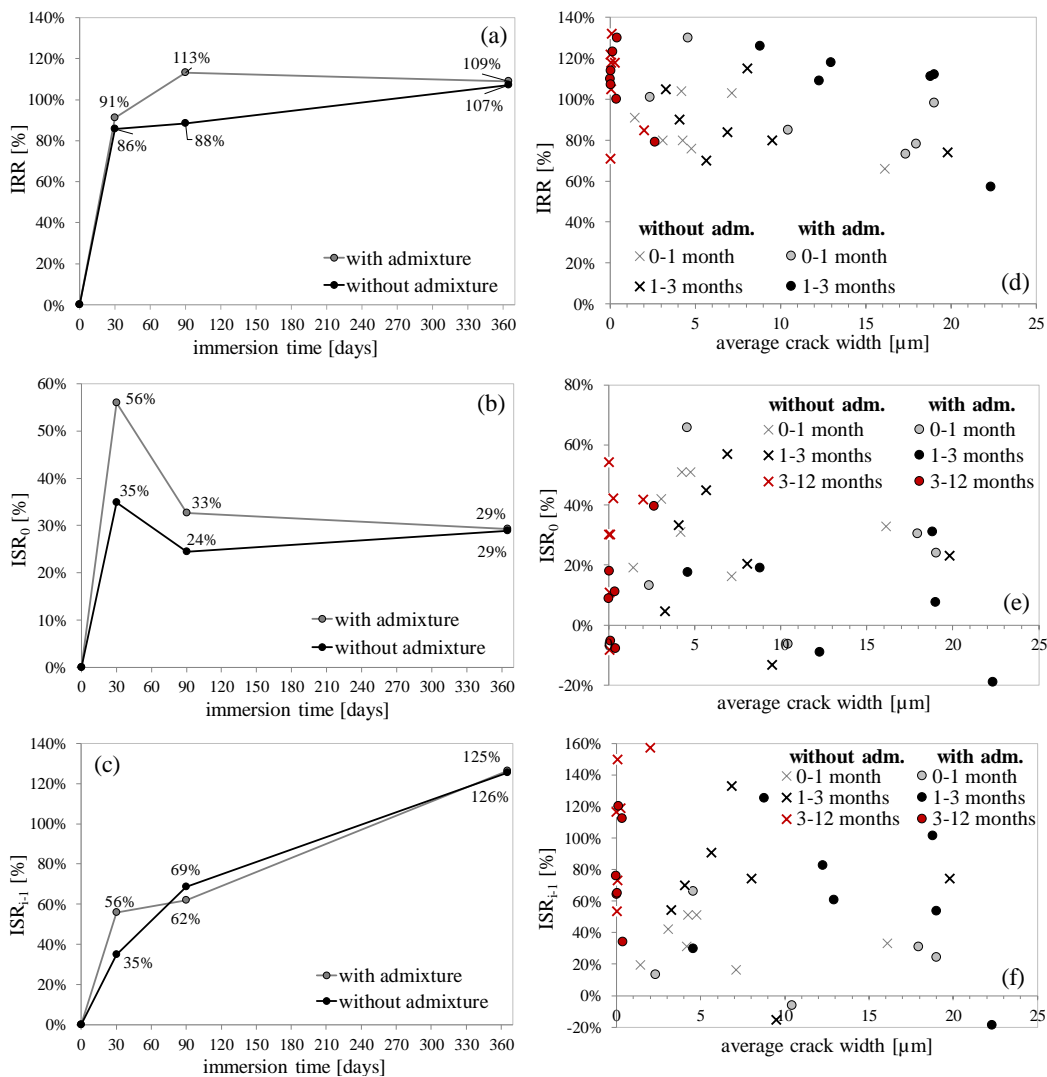 140%
120%
100%
80%
60%
40%
20%
0%
IRR [%]
(a)
91%
113%
109%
86%
88%
107%
with admixture
without admixture
0 30 60 90 120 150 180 210 240 270 300 330 360
immersion time [days]
140%
120%
100%
80%
60%
40%
20%
0%
IRR [%]
without adm. with adm.
0-1 month 0-1 month
1-3 months 1-3 months
(d)
0 5 10 15 20 25
average crack width [µm]
60%
50%
40%
30%
20%
10%
0%
ISR0 [%]
(b)
56%
35%
33%
24%
29%
29%
with admixture
without admixture
0 30 60 90 120 150 180 210 240 270 300 330 360
immersion time [days]
80%
60%
40%
20%
0%
-20%
ISR0 [%]
without adm. with adm.
0-1 month 0-1 month
1-3 months 1-3 months
3-12 months 3-12 months
(e)
0 5 10 15 20 25
average crack width [µm]
140%
120%
100%
80%
60%
40%
20%
0%
ISRi-1 [%]
(c)
125%
126%
69%
56%
62%
35%
with admixture
without admixture
0 30 60 90 120 150 180 210 240 270 300 330 360
immersion time [days]
160%
140%
120%
100%
80%
60%
40%
20%
0%
-20%
ISRi-1 [%]
without adm. with adm.
0-1 month 0-1 month
1-3 months 1-3 months
3-12 months 3-12 months
(f)
0 5 10 15 20 25
average crack width [µm]